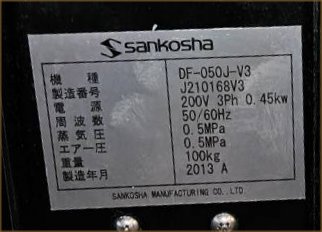 sankosha
機種 DF-050J-V3
製造番号 J210168V3
電源 200V 3Ph 0.45kw
周波数 50/60Hz
蒸気圧 0.5MPa
エアー圧 0.5MPa
重量 100kg
製造年月 2013 A
SANKOSHA MANUFACTURING CO.,LTD.